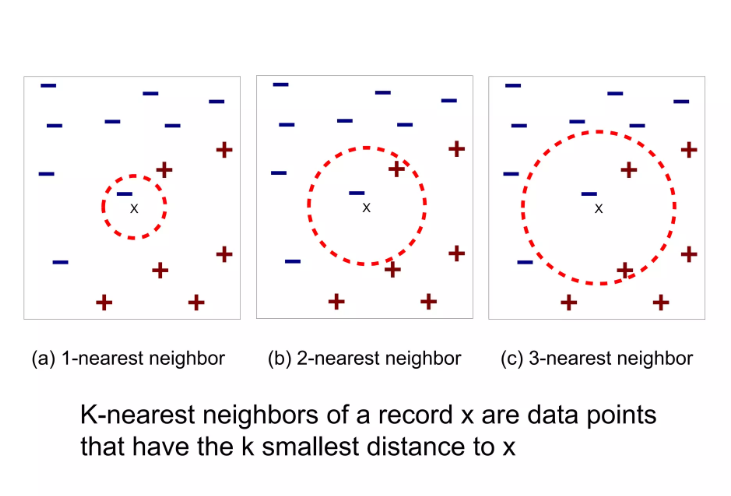 X
X
X
(a) 1-nearest neighbor
(b) 2-nearest neighbor
(c) 3-nearest neighbor
K-nearest neighbors of a record x are data points
that have the k smallest distance to x